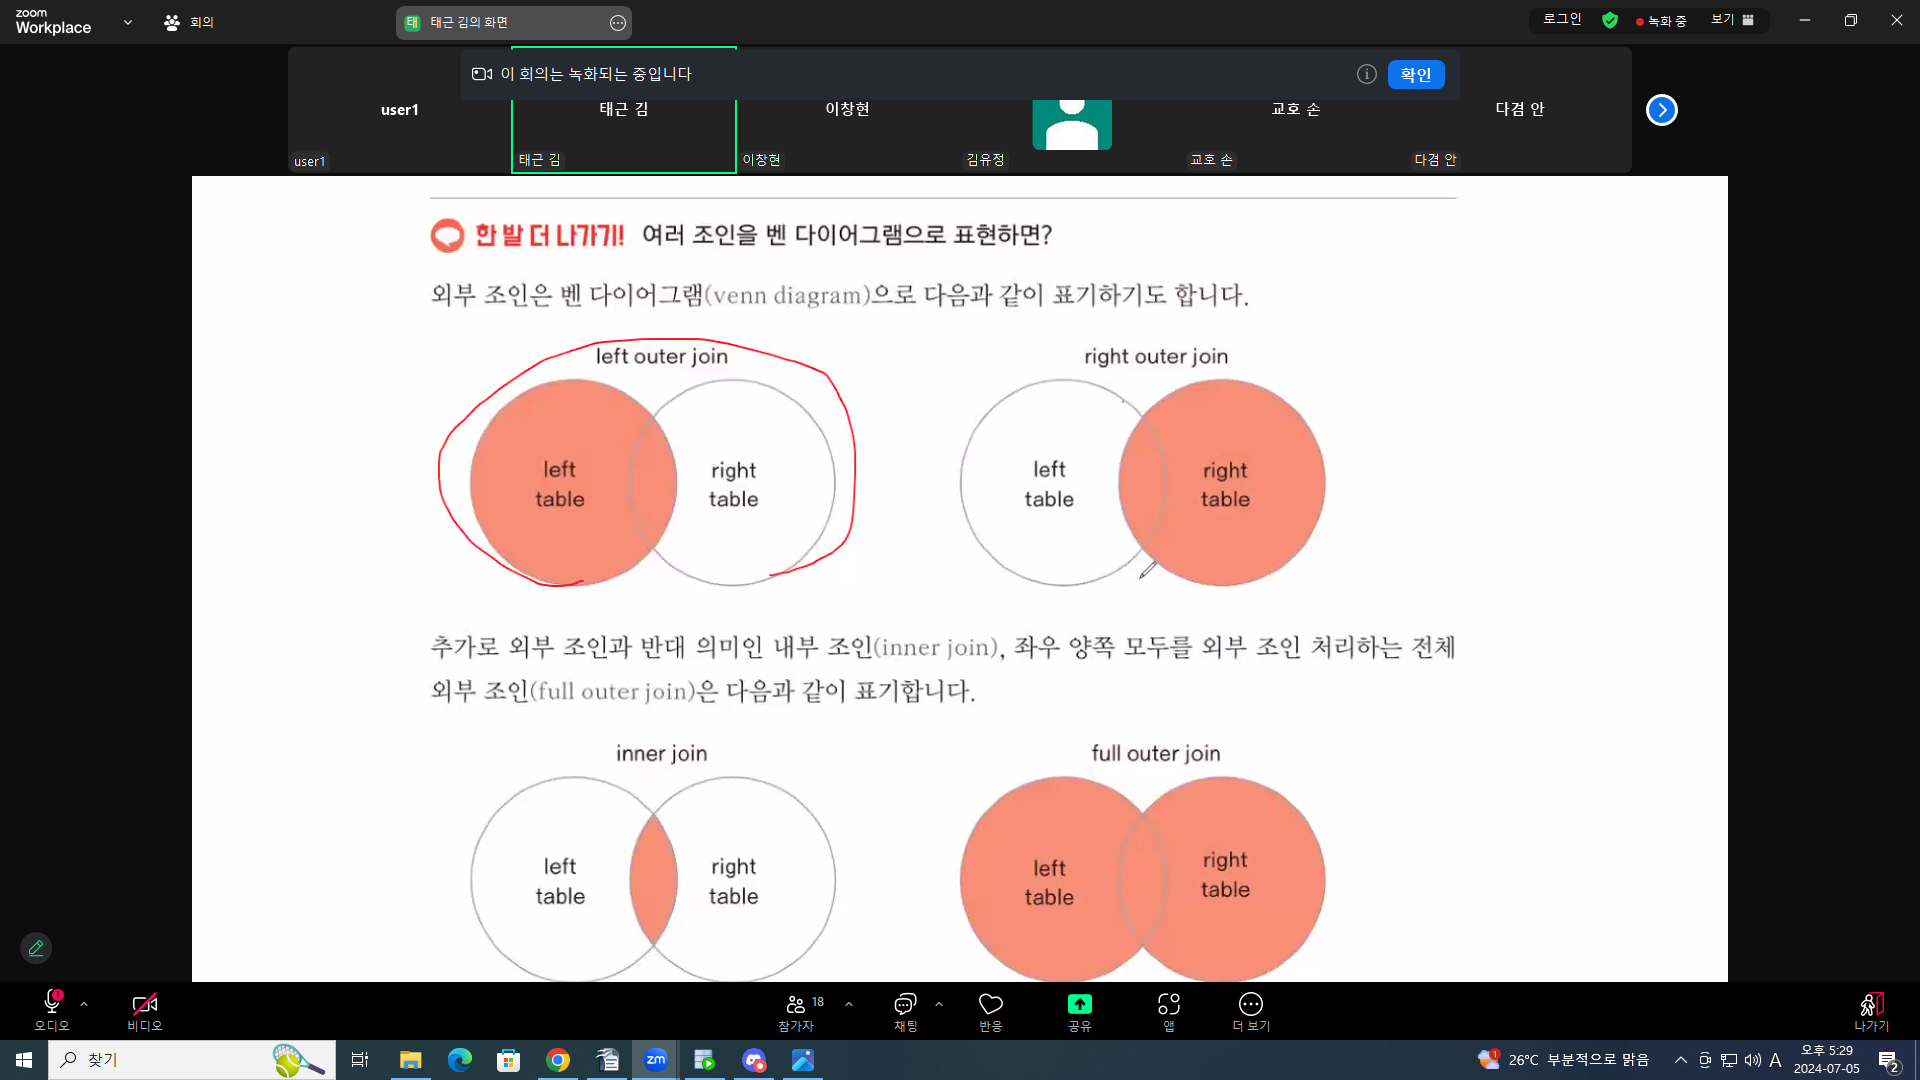 zoom
Workplace
회의
태
태근 김의 화면
로그인
녹화 중
보기
이 회의는 녹화되는 중입니다
확인
user1
태근 김
이창현
교호 손
다겸 안
user1
태근 김
이창현
김유정
교호 손
다겸 안
한 발 더 나가기! 여러 조인을 벤 다이어그램으로 표현하면?
외부 조인은 벤 다이어그램(venn diagram)으로 다음과 같이 표기하기도 합니다.
left outer join
right outer join
left
table
right
table
left
table
right
table
추가로 외부 조인과 반대 의미인 내부 조인(inner join), 좌우 양쪽 모두를 외부 조인 처리하는 전체
외부 조인(full outer join)은 다음과 같이 표기합니다.
inner join
full outer join
left
table
right
table
left
table
right
table
오디오
비디오
참가자
18
채팅
반응
공유
앱
더 보기
나가기
찾기
zm
1
26°C 부분적으로 맑음
A
오후 5:29
2024-07-05
2